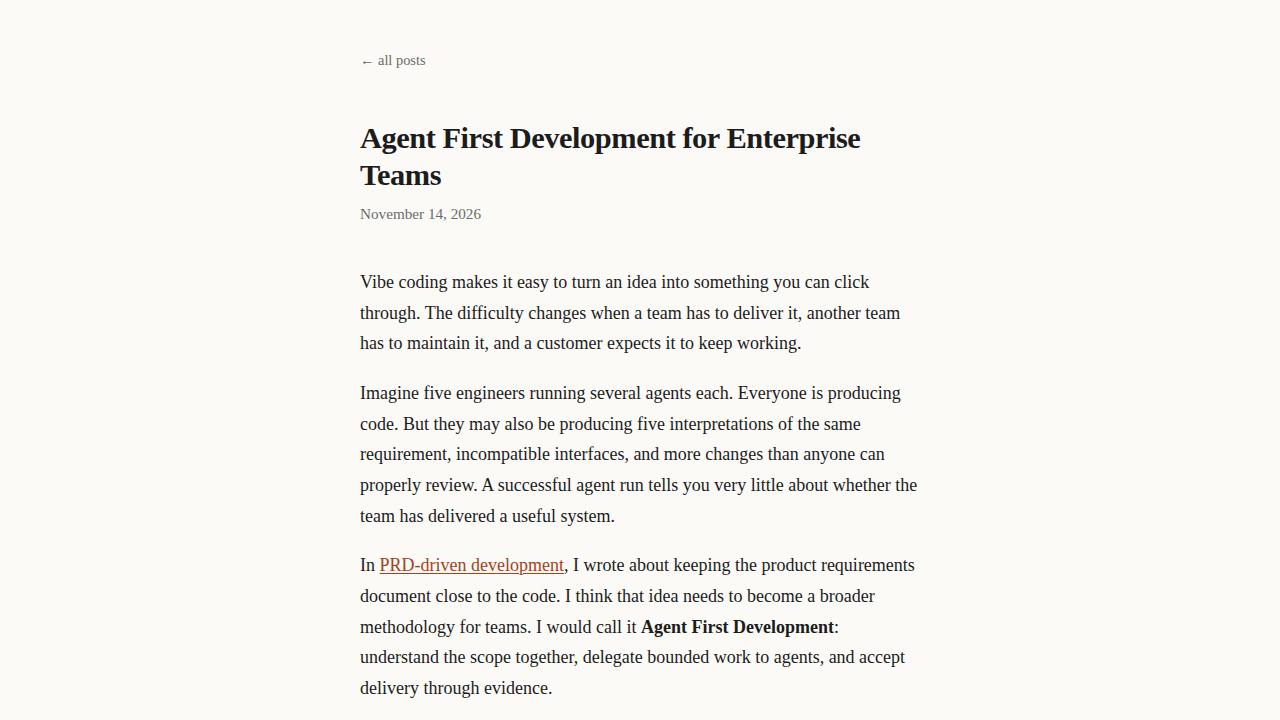 ← all posts
Agent First Development for Enterprise
Teams
November 14, 2026
Vibe coding makes it easy to turn an idea into something you can click
through. The difficulty changes when a team has to deliver it, another team
has to maintain it, and a customer expects it to keep working.
Imagine five engineers running several agents each. Everyone is producing
code. But they may also be producing five interpretations of the same
requirement, incompatible interfaces, and more changes than anyone can
properly review. A successful agent run tells you very little about whether the
team has delivered a useful system.
In PRD-driven development, I wrote about keeping the product requirements
document close to the code. I think that idea needs to become a broader
methodology for teams. I would call it Agent First Development:
understand the scope together, delegate bounded work to agents, and accept
delivery through evidence.